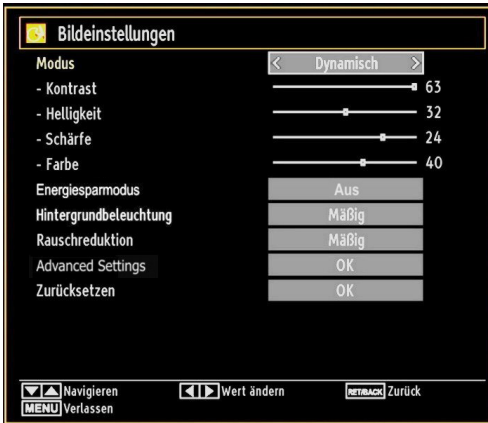 Bildeinstellungen
Modus Dynamisch
- Kontrast 63
- Helligkeit 32
- Schärfe 24
- Farbe 40
Energiesparmodus Aus
Hintergrundbeleuchtung Mäßig
Rauschreduktion Mäßig
Advanced Settings OK
Zurücksetzen OK
Navigieren Wert ändern RET/BACK Zurück
MENU Verlassen